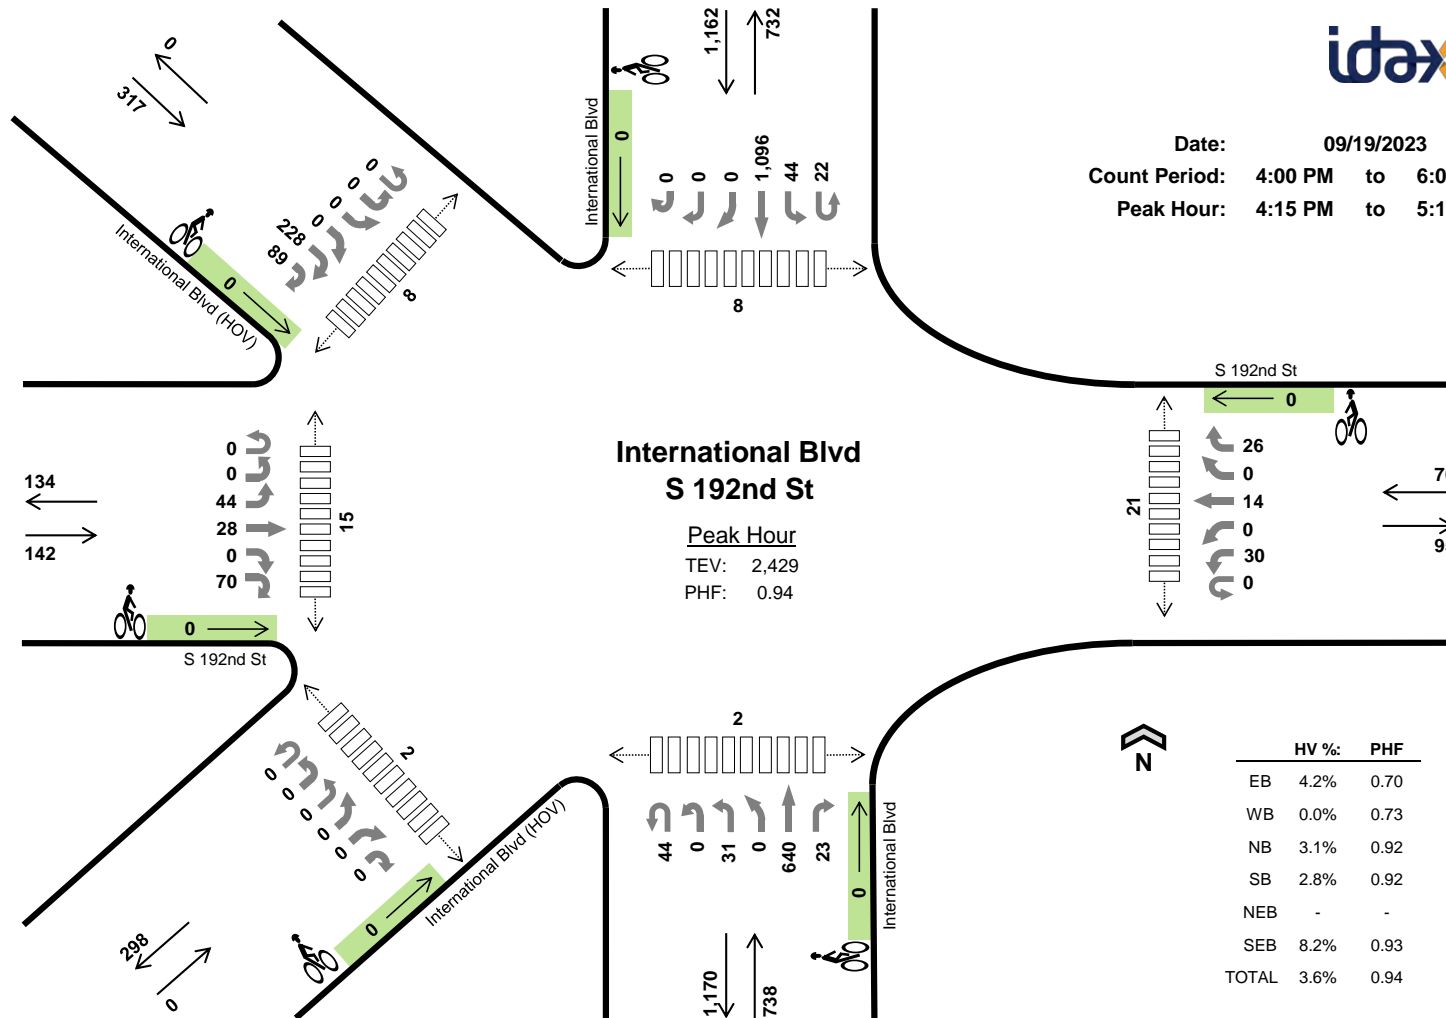 idax
Date: 09/19/2023
Count Period: 4:00 PM to
Peak Hour: 4:15 PM to
1,162
732
0
317
International Blvd
0
0
0
0
1,096
44
22
8
0
0
0
0
228
89
8
0
International Blvd (HOV)
S 192nd St
0
26
0
14
0
30
0
21
134
142
0
0
44
28
0
70
15
0
S 192nd St
International Blvd
S 192nd St
Peak Hour
TEV: 2,429
PHF: 0.94
2
0
0
0
0
0
0
0
International Blvd (HOV)
298
0
2
44
0
31
0
640
23
0
International Blvd
1,170
738
N
HV %: PHF
EB 4.2% 0.70
WB 0.0% 0.73
NB 3.1% 0.92
SB 2.8% 0.92
NEB - -
SEB 8.2% 0.93
TOTAL 3.6% 0.94